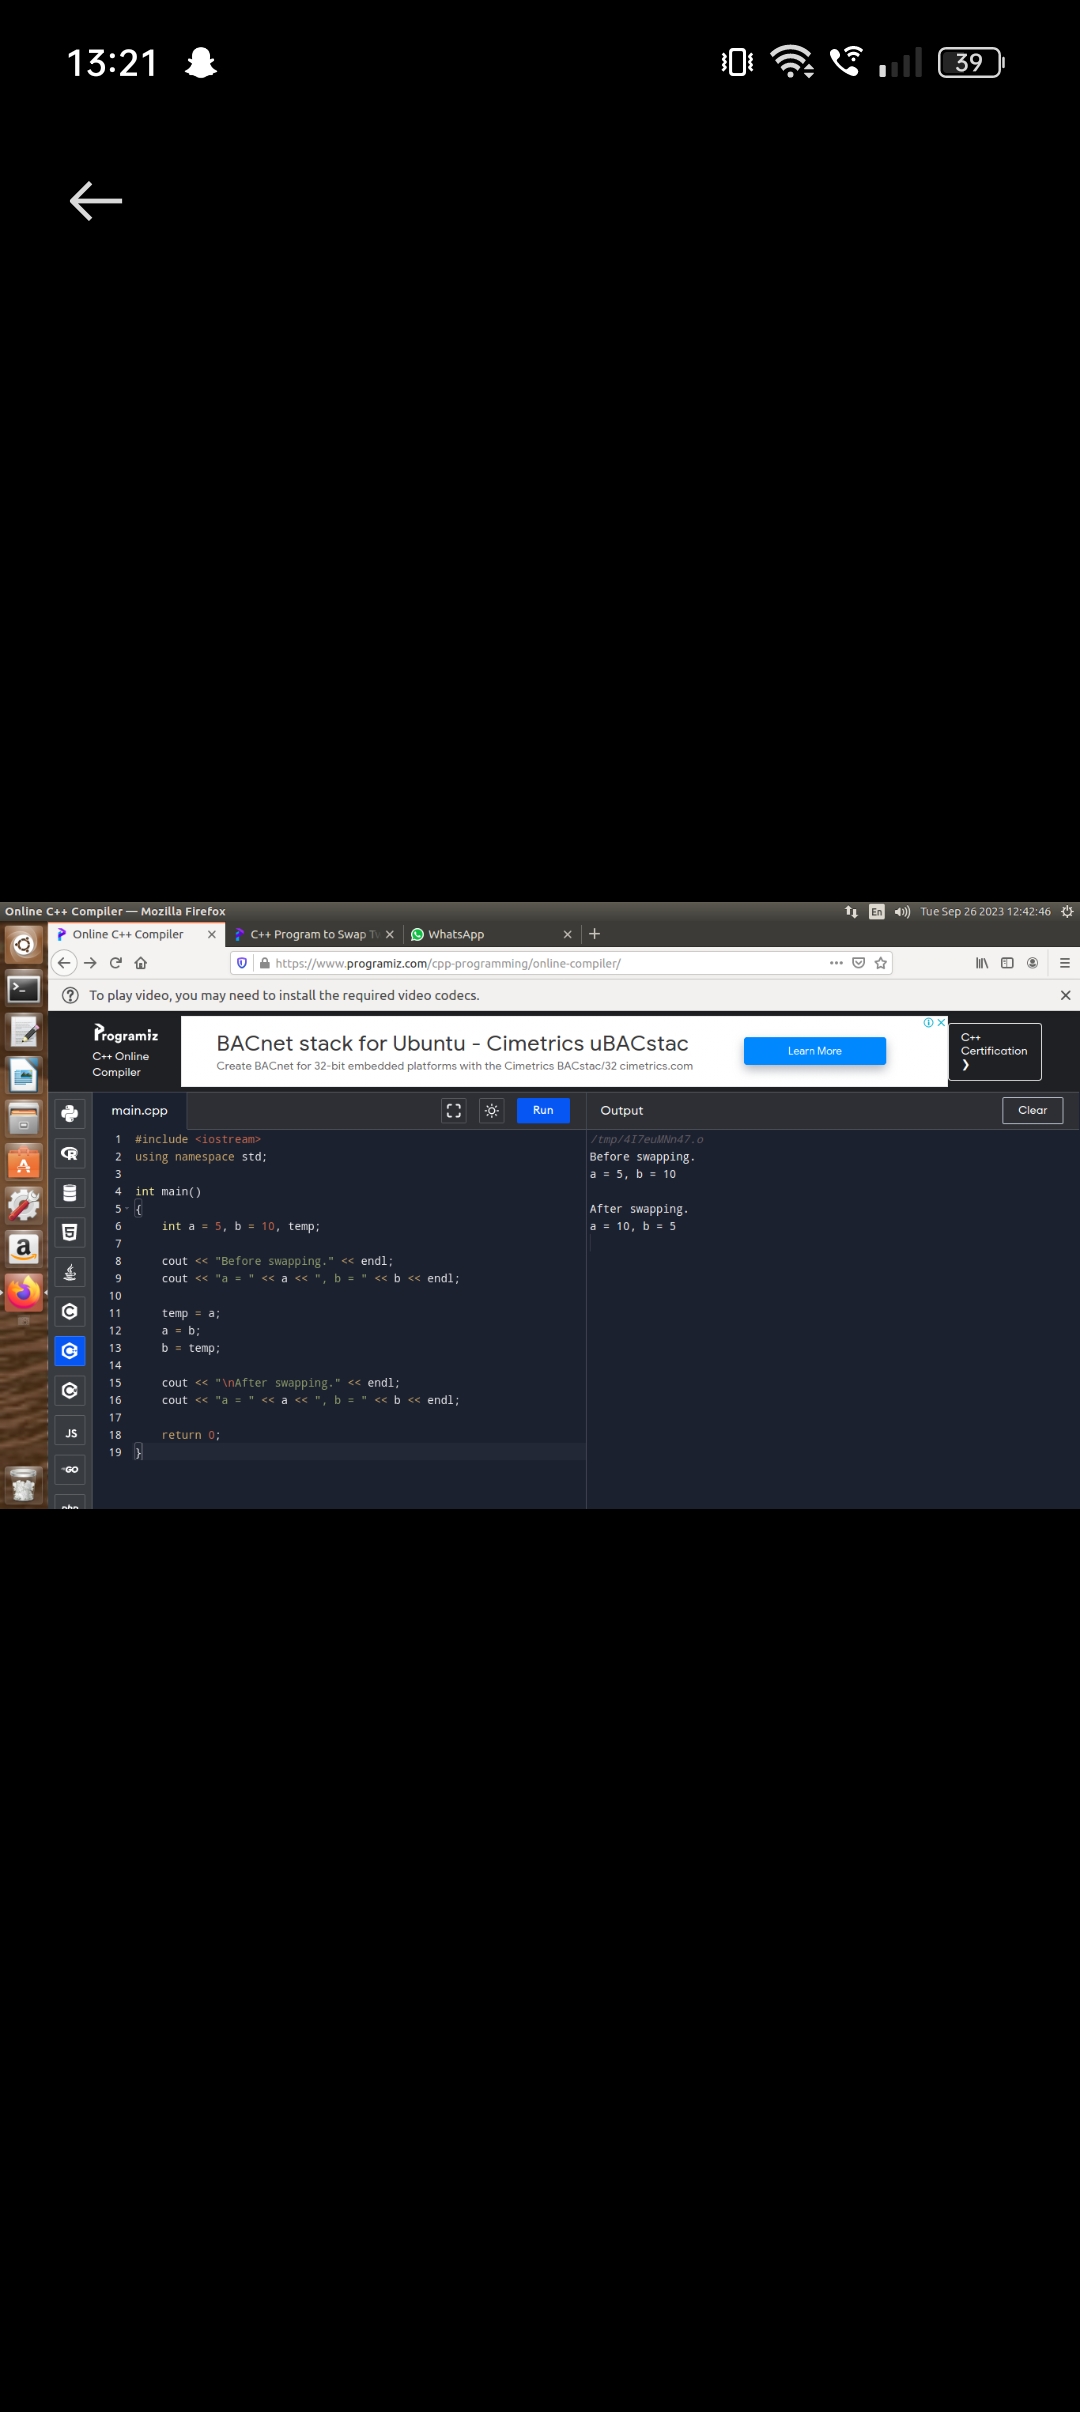 13:21
39
Online C++ Compiler — Mozilla Firefox
En
Tue Sep 26 2023 12:42:46
Online C++ Compiler
C++ Program to Swap
WhatsApp
https://www.programiz.com/cpp-programming/online-compiler/
To play video, you may need to install the required video codecs.
Programiz
C++ Online
Compiler
BACnet stack for Ubuntu - Cimetrics uBACstac
Create BACnet for 32-bit embedded platforms with the Cimetrics BACstac/32 cimetrics.com
Learn More
C++
Certification
main.cpp
Run
Output
Clear
1 #include <iostream>
2 using namespace std;
3
4 int main()
5 {
6 int a = 5, b = 10, temp;
7
8 cout << "Before swapping." << endl;
9 cout << "a = " << a << ", b = " << b << endl;
10
11 temp = a;
12 a = b;
13 b = temp;
14
15 cout << "\nAfter swapping." << endl;
16 cout << "a = " << a << ", b = " << b << endl;
17
18 return 0;
19 }
/tmp/4I7euMNn47.o
Before swapping.
a = 5, b = 10
After swapping.
a = 10, b = 5
JS
GO
php